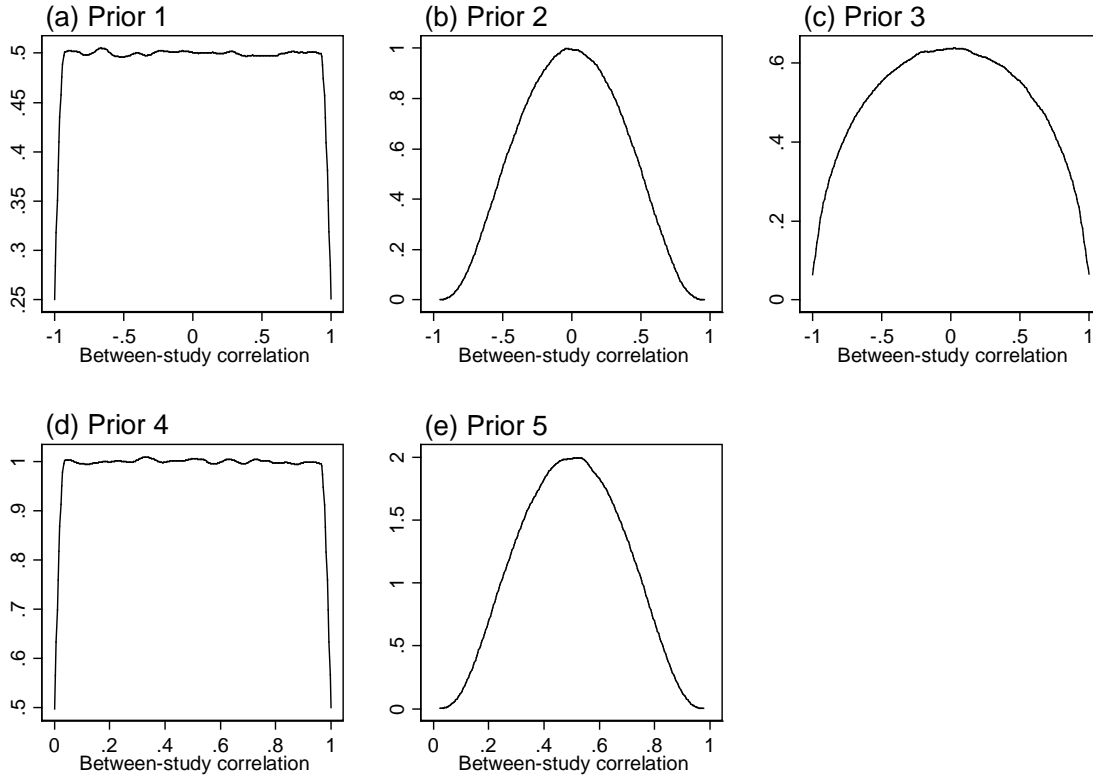 (a) Prior 1
.5
.45
.4
.35
.3
.25
-1 -.5 0 .5 1
Between-study correlation
(b) Prior 2
1
.8
.6
.4
.2
0
-1 -.5 0 .5 1
Between-study correlation
(c) Prior 3
.6
.4
.2
0
-1 -.5 0 .5 1
Between-study correlation
(d) Prior 4
1
.9
.8
.7
.6
.5
0 .2 .4 .6 .8 1
Between-study correlation
(e) Prior 5
2
1.5
1
.5
0
0 .2 .4 .6 .8 1
Between-study correlation